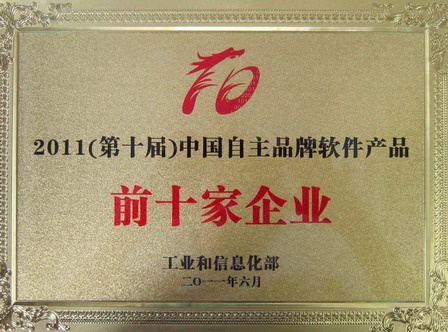 2011(第十届)中国自主品牌软件产品
前十家企业
工业和信息化部
二○一一年六月